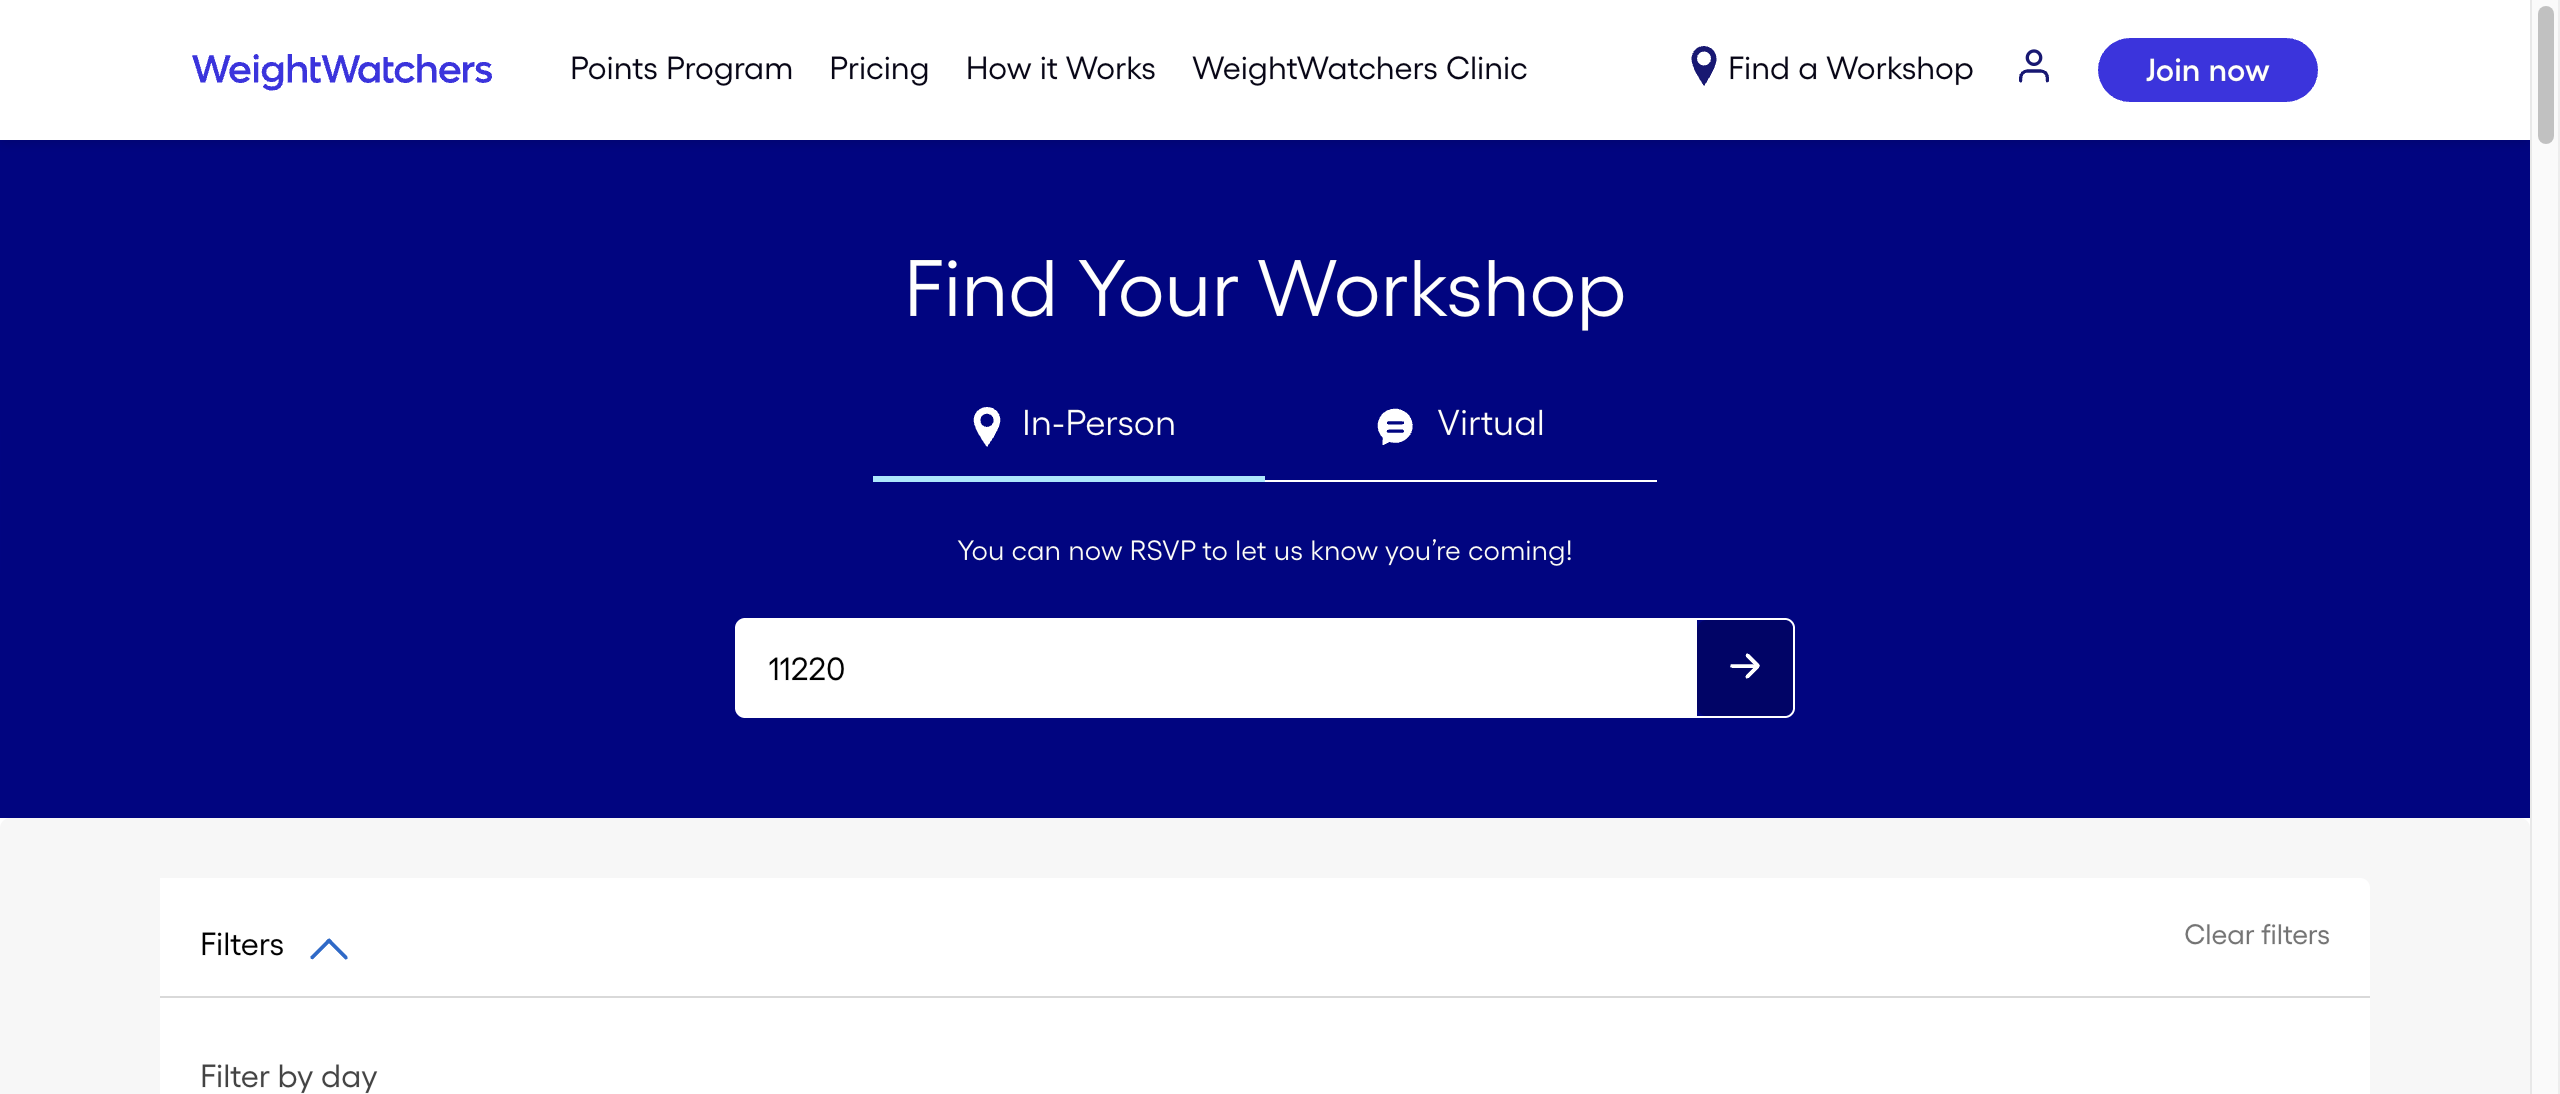 WeightWatchers Points Program Pricing How it Works WeightWatchers Clinic Find a Workshop Join now
Find Your Workshop
In-Person Virtual
You can now RSVP to let us know you’re coming!
11220
Filters Clear filters
Filter by day